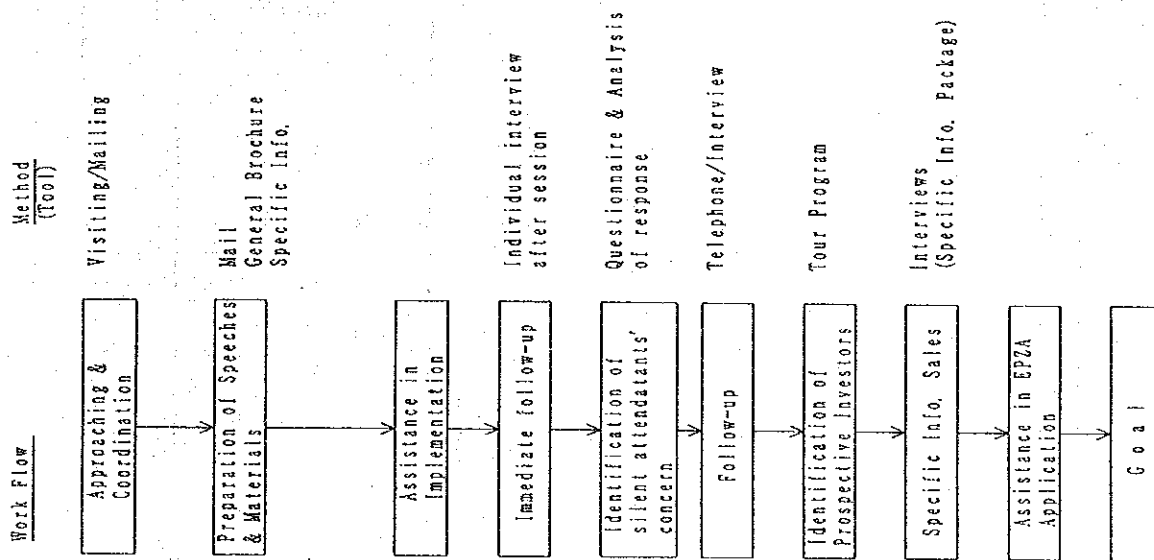 Work Flow
Method
(Tool)
Approaching &
Coordination
Visiting/Mailing
Preparation of Speeches
& Materials
Mail
General Brochure
Specific Info.
Assistance in
Implementation
Immediate follow-up
Individual interview
after session
Identification of
silent attendatants'
concern
Questionnaire & Analysis
of response
Follow-up
Telephone/Interview
Identification of
Prospective Investors
Tour Program
Specific Info. Sales
Interviews
(Specific Info. Package)
Assistance in EPZA
Application
Goal